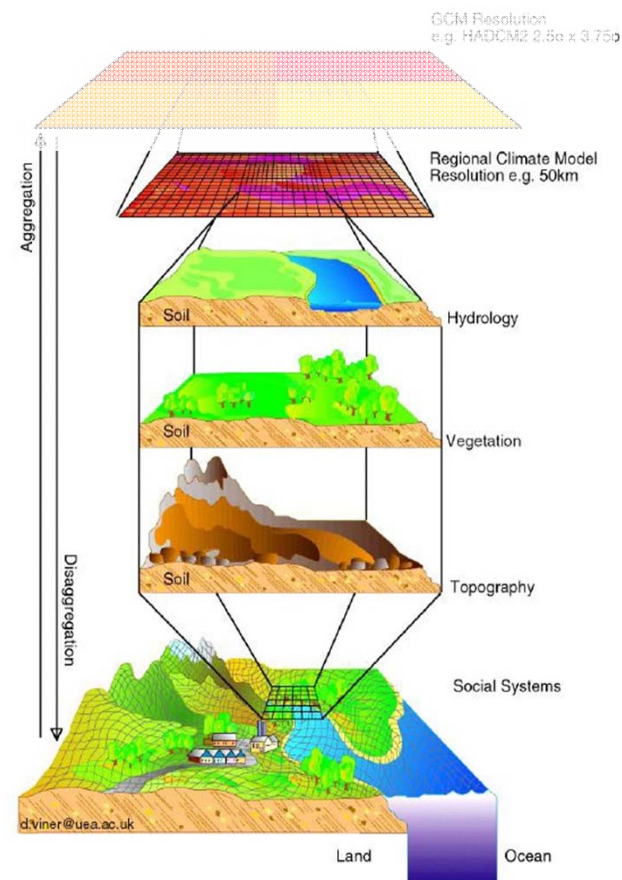 GCM Resolution
e.g. HADCM2 2.5o x 3.75o
Regional Climate Model
Resolution e.g. 50km
Aggregation
Soil
Hydrology
Soil
Vegetation
Soil
Topography
Disaggregation
Social Systems
d.viner@uea.ac.uk
Land
Ocean